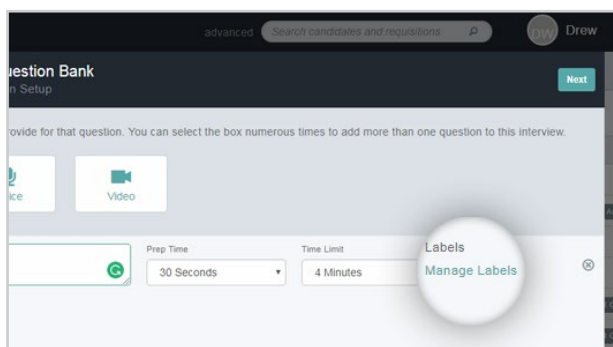 advanced
Search candidates and requisitions
DW
Drew
uestion Bank
n Setup
Next
ovide for that question. You can select the box numerous times to add more than one question to this interview.
ice
Video
Prep Time
Time Limit
Labels
30 Seconds
4 Minutes
Manage Labels